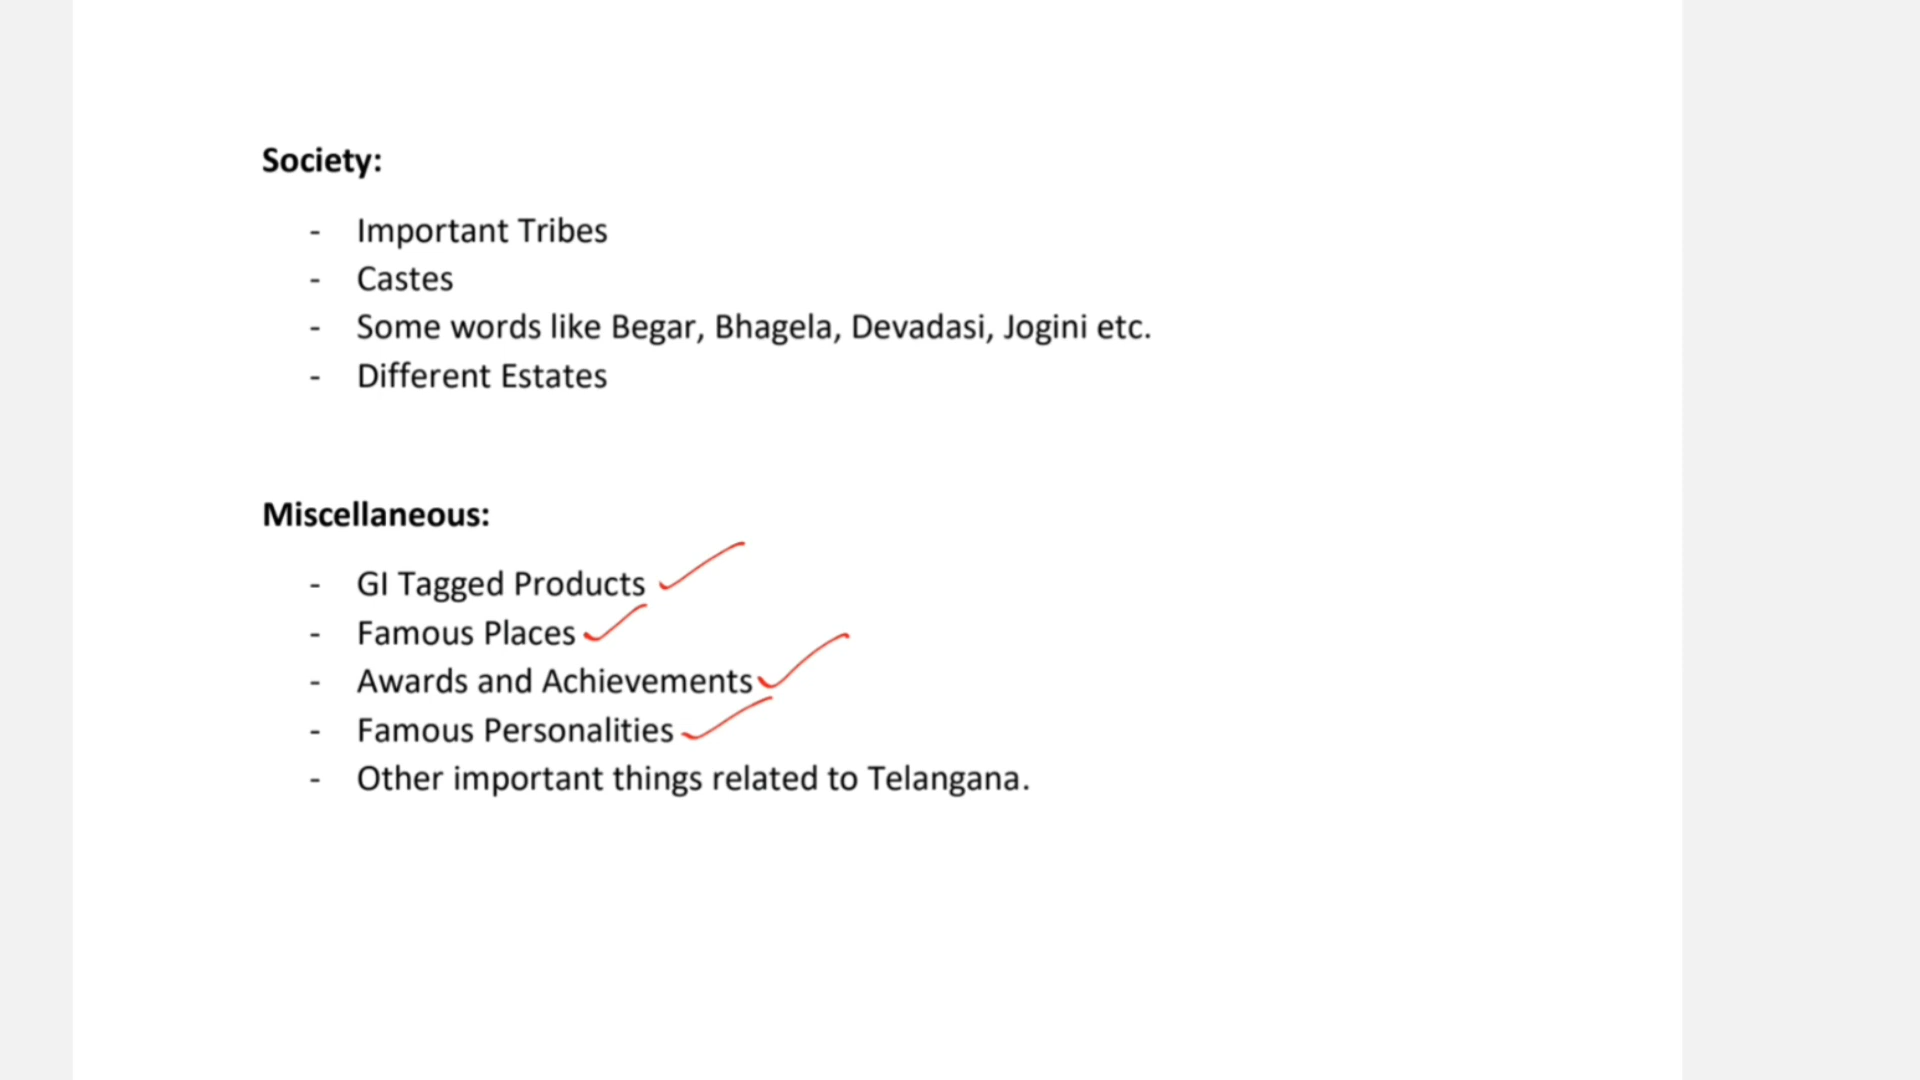 Society:
- Important Tribes
- Castes
- Some words like Begar, Bhagela, Devadasi, Jogini etc.
- Different Estates
Miscellaneous:
- GI Tagged Products
- Famous Places
- Awards and Achievements
- Famous Personalities
- Other important things related to Telangana.